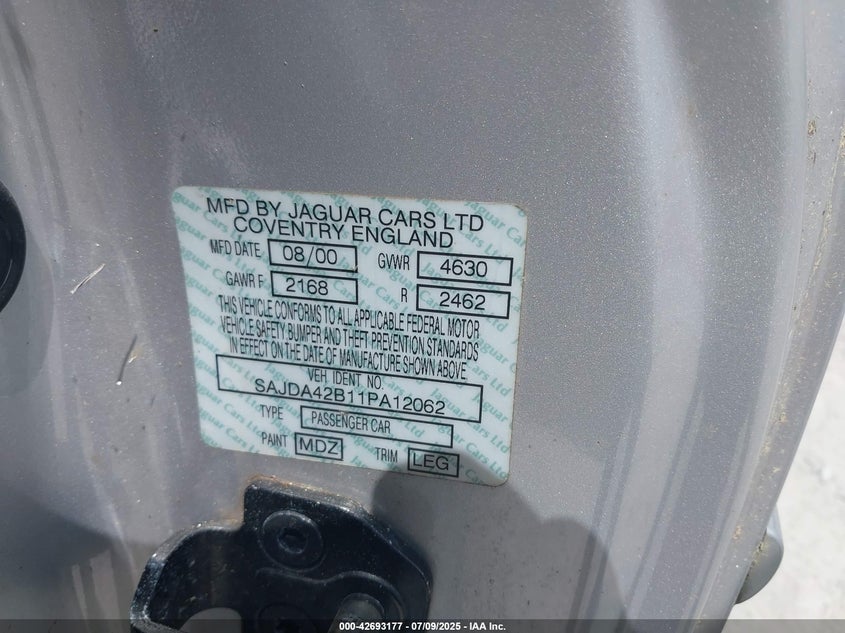 MFD BY JAGUAR CARS LTD
COVENTRY ENGLAND
MFD DATE 08/00 GVWR 4630
GAWR F 2168 R 2462
THIS VEHICLE CONFORMS TO ALL APPLICABLE FEDERAL MOTOR
VEHICLE SAFETY, BUMPER AND THEFT PREVENTION STANDARDS
IN EFFECT ON THE DATE OF MANUFACTURE SHOWN ABOVE.
VEH. IDENT NO.
SAJDA42B11PA12062
TYPE PASSENGER CAR
PAINT MDZ TRIM LEG
000-42693177 - 07/09/2025 - IAA Inc.